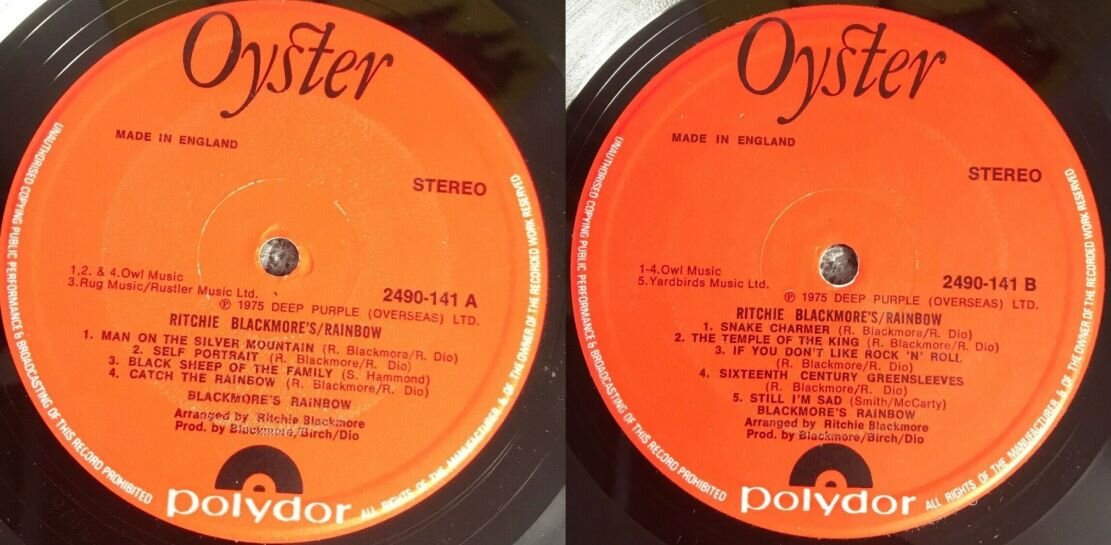 Oyster
MADE IN ENGLAND
STEREO
1,2. & 4.Owl Music
3.Rug Music/Rustler Music Ltd.
2490-141 A
℗ 1975 DEEP PURPLE (OVERSEAS) LTD.
RITCHIE BLACKMORE'S/RAINBOW
1. MAN ON THE SILVER MOUNTAIN (R. Blackmore/R. Dio)
2. SELF PORTRAIT (R. Blackmore/R. Dio)
3. BLACK SHEEP OF THE FAMILY (S. Hammond)
4. CATCH THE RAINBOW (R. Blackmore/R. Dio)
BLACKMORE'S RAINBOW
Arranged by Ritchie Blackmore
Prod. by Blackmore/Birch/Dio
polydor
UNAUTHORISED COPYING PUBLIC PERFORMANCE & BROADCASTING OF THIS RECORD PROHIBITED
ALL RIGHTS OF THE MANUFACTURER & OF THE OWNER OF THE RECORDED WORK RESERVED
Oyster
MADE IN ENGLAND
STEREO
1-4.Owl Music
5.Yardbirds Music Ltd.
2490-141 B
℗ 1975 DEEP PURPLE (OVERSEAS) LTD.
RITCHIE BLACKMORE'S/RAINBOW
1. SNAKE CHARMER (R. Blackmore/R. Dio)
2. THE TEMPLE OF THE KING (R. Blackmore/R. Dio)
3. IF YOU DON'T LIKE ROCK 'N' ROLL
(R. Blackmore/R. Dio)
4. SIXTEENTH CENTURY GREENSLEEVES
(R. Blackmore/R. Dio)
5. STILL I'M SAD (Smith/McCarty)
BLACKMORE'S RAINBOW
Arranged by Ritchie Blackmore
Prod. by Blackmore/Birch/Dio
polydor
UNAUTHORISED COPYING PUBLIC PERFORMANCE & BROADCASTING OF THIS RECORD PROHIBITED
ALL RIGHTS OF THE MANUFACTURER & OF THE OWNER OF THE RECORDED WORK RESERVED